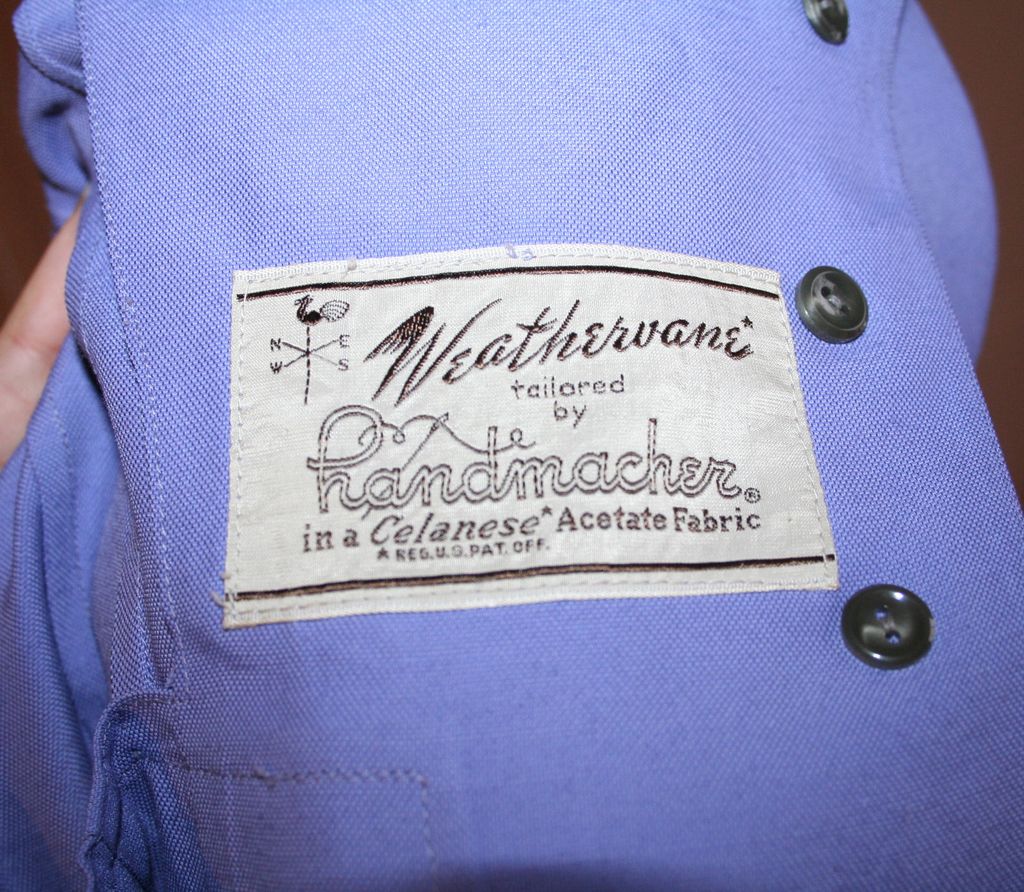 N E
W S
Weathervane*
tailored
by
handmacher®
in a Celanese* Acetate Fabric
* REG.U.S.PAT.OFF.